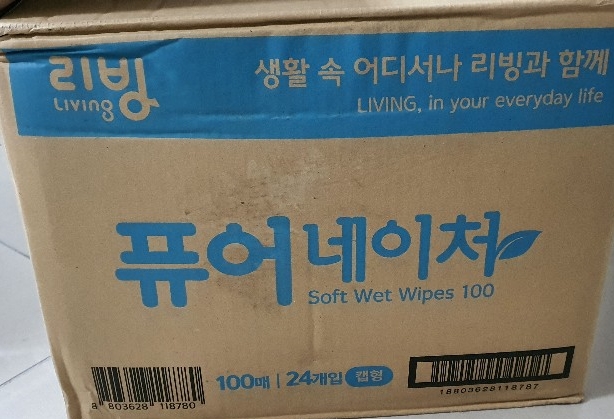 리빙
Living
생활 속 어디서나 리빙과 함께
LIVING, in your everyday life
퓨어네이처
Soft Wet Wipes 100
100매 | 24개입 캡형
8 803628 118780
18803628118787